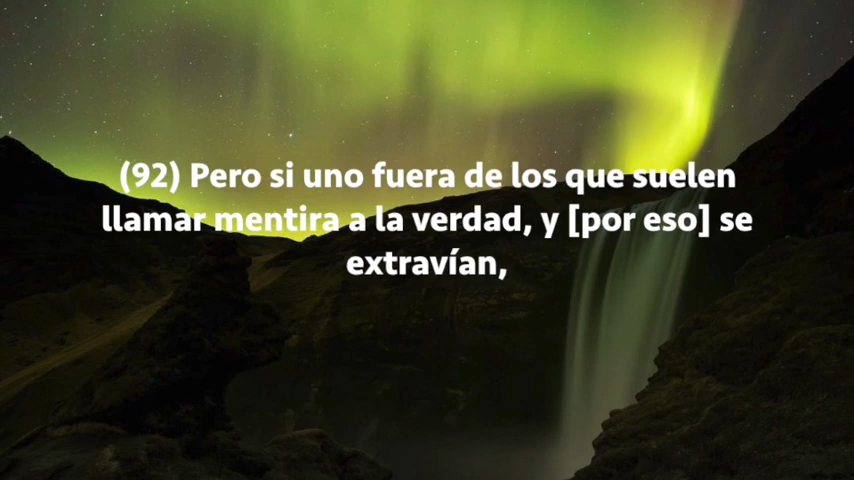 (92) Pero si uno fuera de los que suelen
llamar mentira a la verdad, y [por eso] se
extravían,